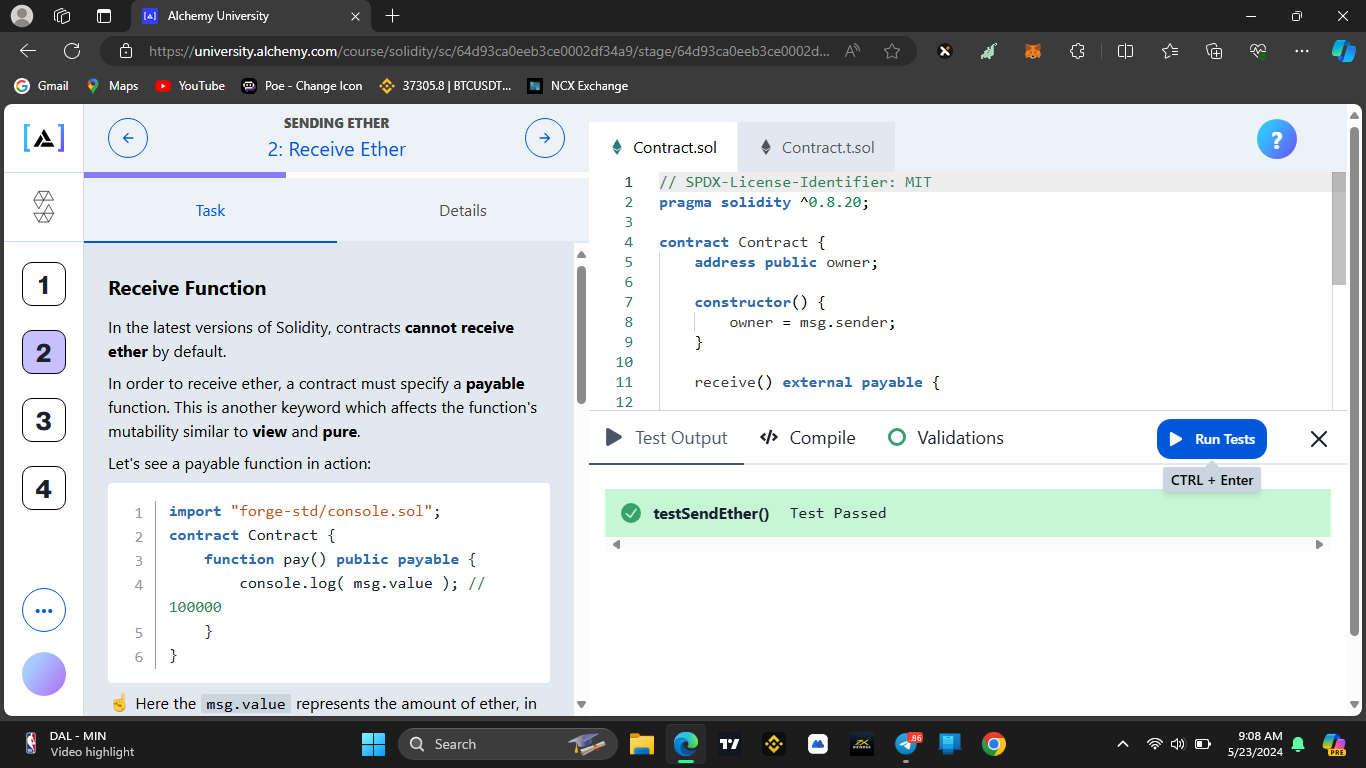 Alchemy University
https://university.alchemy.com/course/solidity/sc/64d93ca0eeb3ce0002df34a9/stage/64d93ca0eeb3ce0002d...
Gmail
Maps
YouTube
Poe - Change Icon
37305.8 | BTCUSDT...
NCX Exchange
SENDING ETHER
2: Receive Ether
Task
Details
1
2
3
4
Receive Function
In the latest versions of Solidity, contracts cannot receive
ether by default.
In order to receive ether, a contract must specify a payable
function. This is another keyword which affects the function's
mutability similar to view and pure.
Let's see a payable function in action:
1 import "forge-std/console.sol";
2 contract Contract {
3 function pay() public payable {
4 console.log( msg.value ); //
100000
5 }
6 }
☝️ Here the msg.value represents the amount of ether, in
Contract.sol
Contract.t.sol
?
1 // SPDX-License-Identifier: MIT
2 pragma solidity ^0.8.20;
3
4 contract Contract {
5 address public owner;
6
7 constructor() {
8 owner = msg.sender;
9 }
10
11 receive() external payable {
12
Test Output
Compile
Validations
Run Tests
CTRL + Enter
testSendEther() Test Passed
DAL - MIN
Video highlight
Search
.86
9:08 AM
5/23/2024
PRE